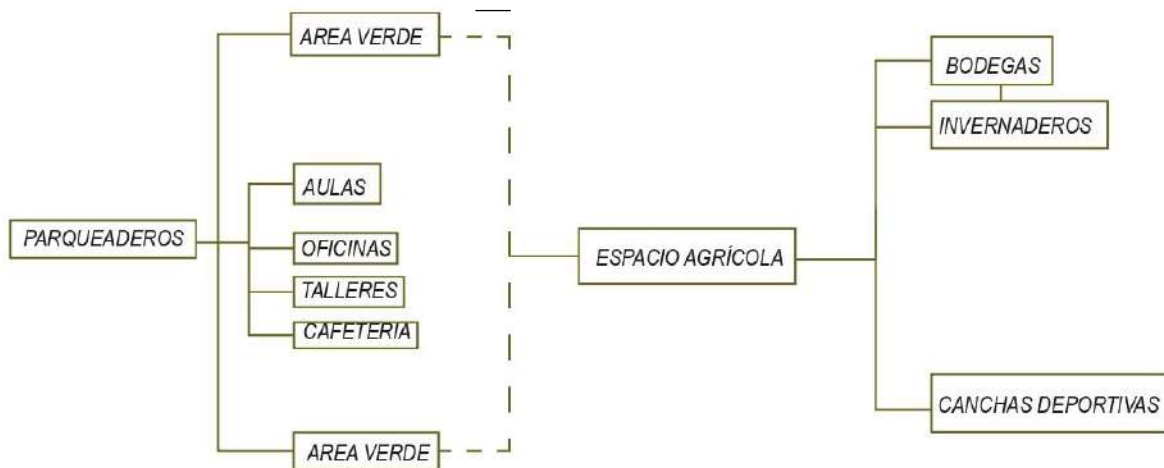 AREA VERDE
BODEGAS
INVERNADEROS
AULAS
PARQUEADEROS
OFICINAS
ESPACIO AGRÍCOLA
TALLERES
CAFETERIA
CANCHAS DEPORTIVAS
AREA VERDE